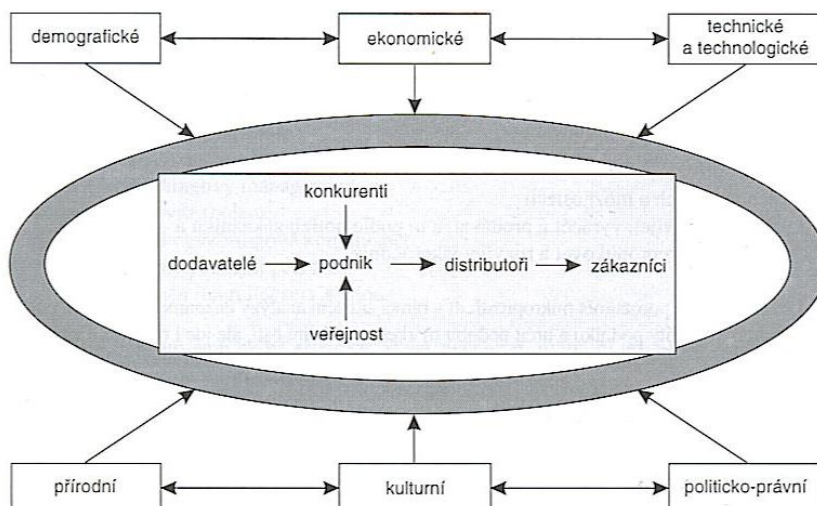 demografické
ekonomické
technické
a technologické
konkurenti
dodavatelé
podnik
distributoři
zákazníci
veřejnost
přírodní
kulturní
politicko-právní